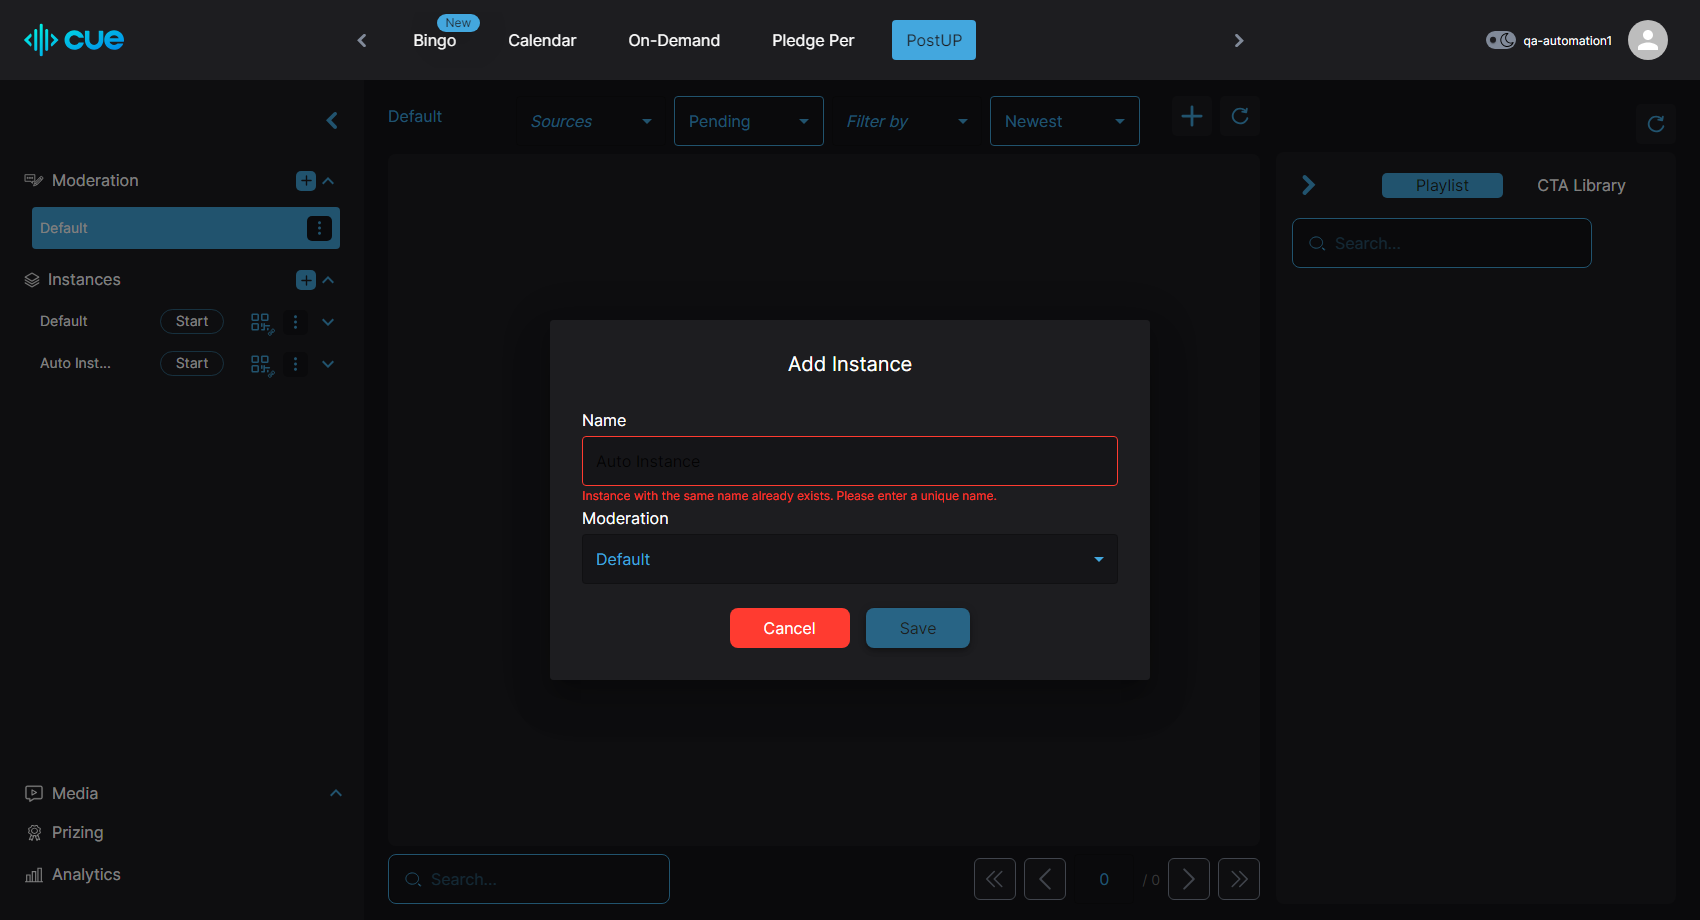 cue
New
Bingo
Calendar
On-Demand
Pledge Per
PostUP
qa-automation1
Default
Sources
Pending
Filter by
Newest
Moderation
Default
Instances
Default
Start
Auto Inst...
Start
Playlist
CTA Library
Search...
Add Instance
Name
Auto Instance
Instance with the same name already exists. Please enter a unique name.
Moderation
Default
Cancel
Save
Media
Prizing
Analytics
Search...
0 / 0